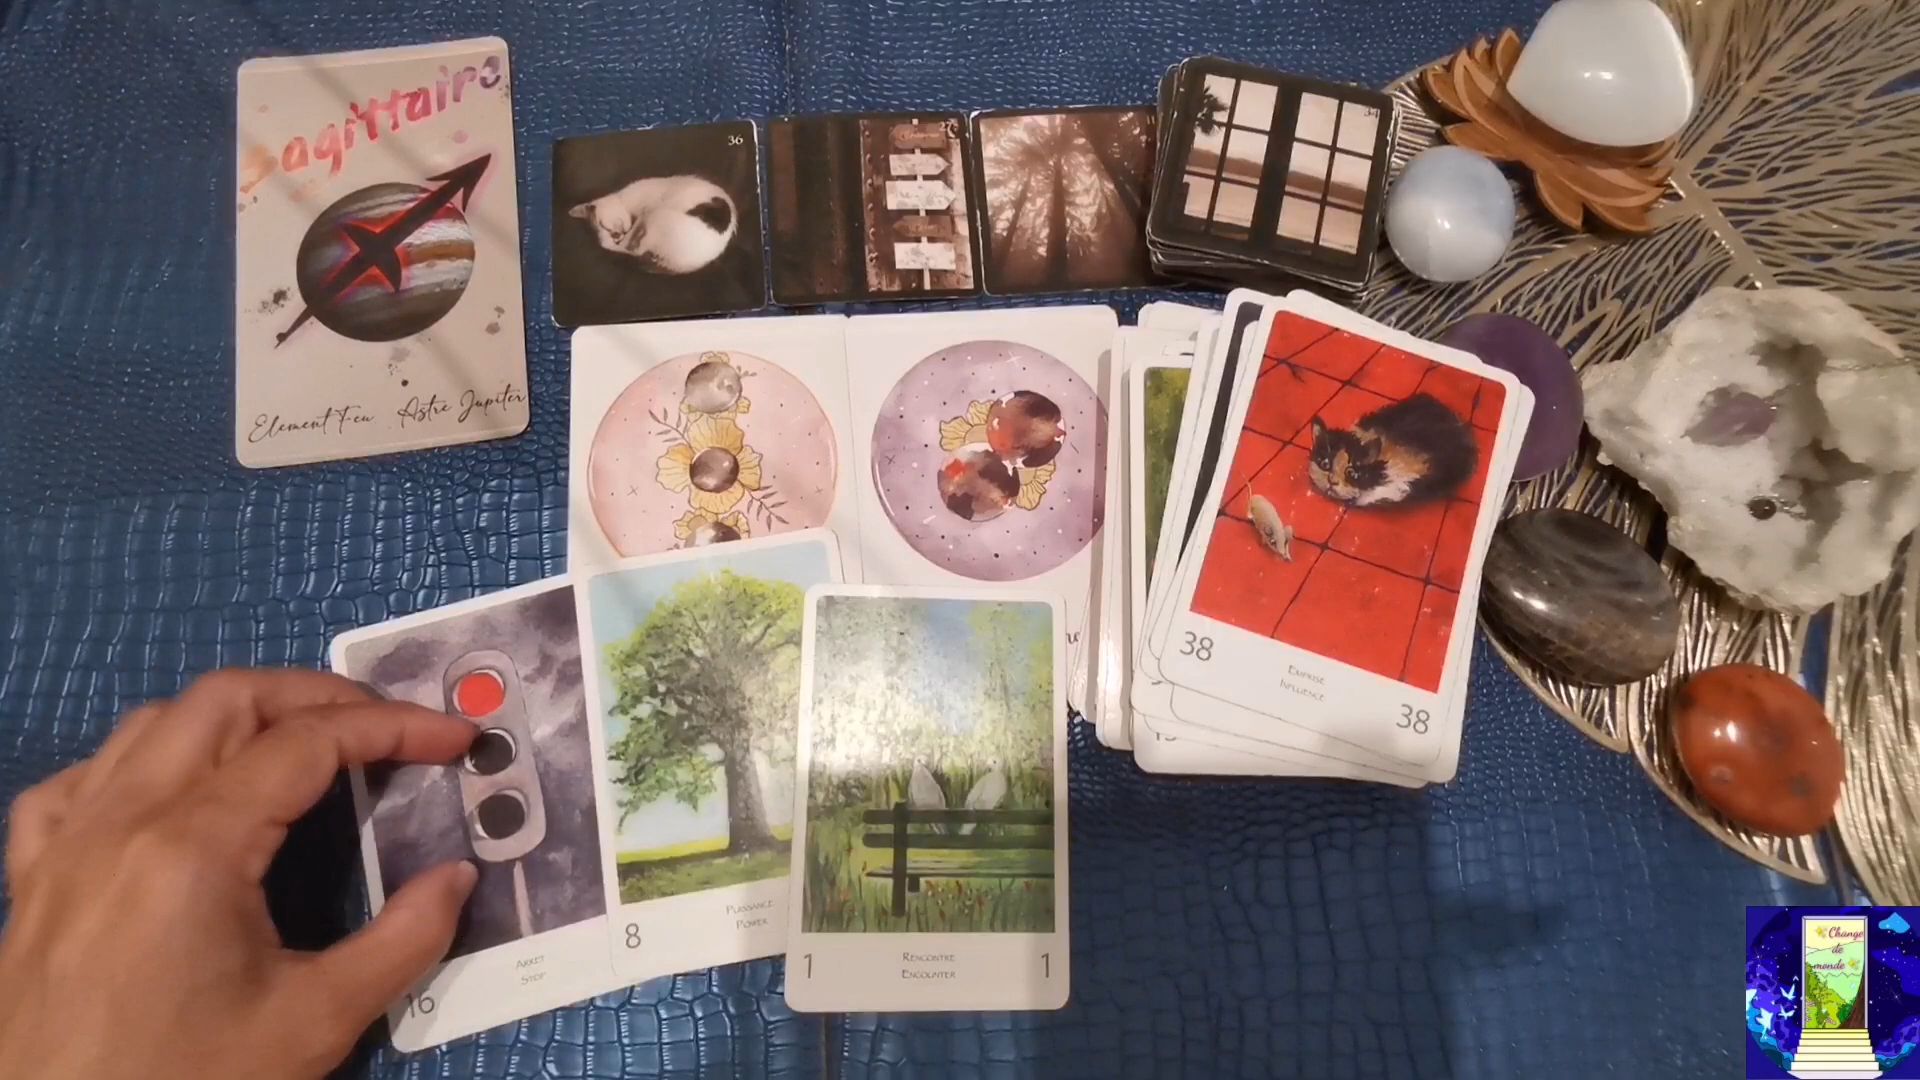 Sagittaire
Element Feu Astre Jupiter
36
27
34
38
EMPRISE
INFLUENCE
38
16
ARRET
STOP
8
PUISSANCE
POWER
1
RENCONTRE
ENCOUNTER
1
Change
de
monde